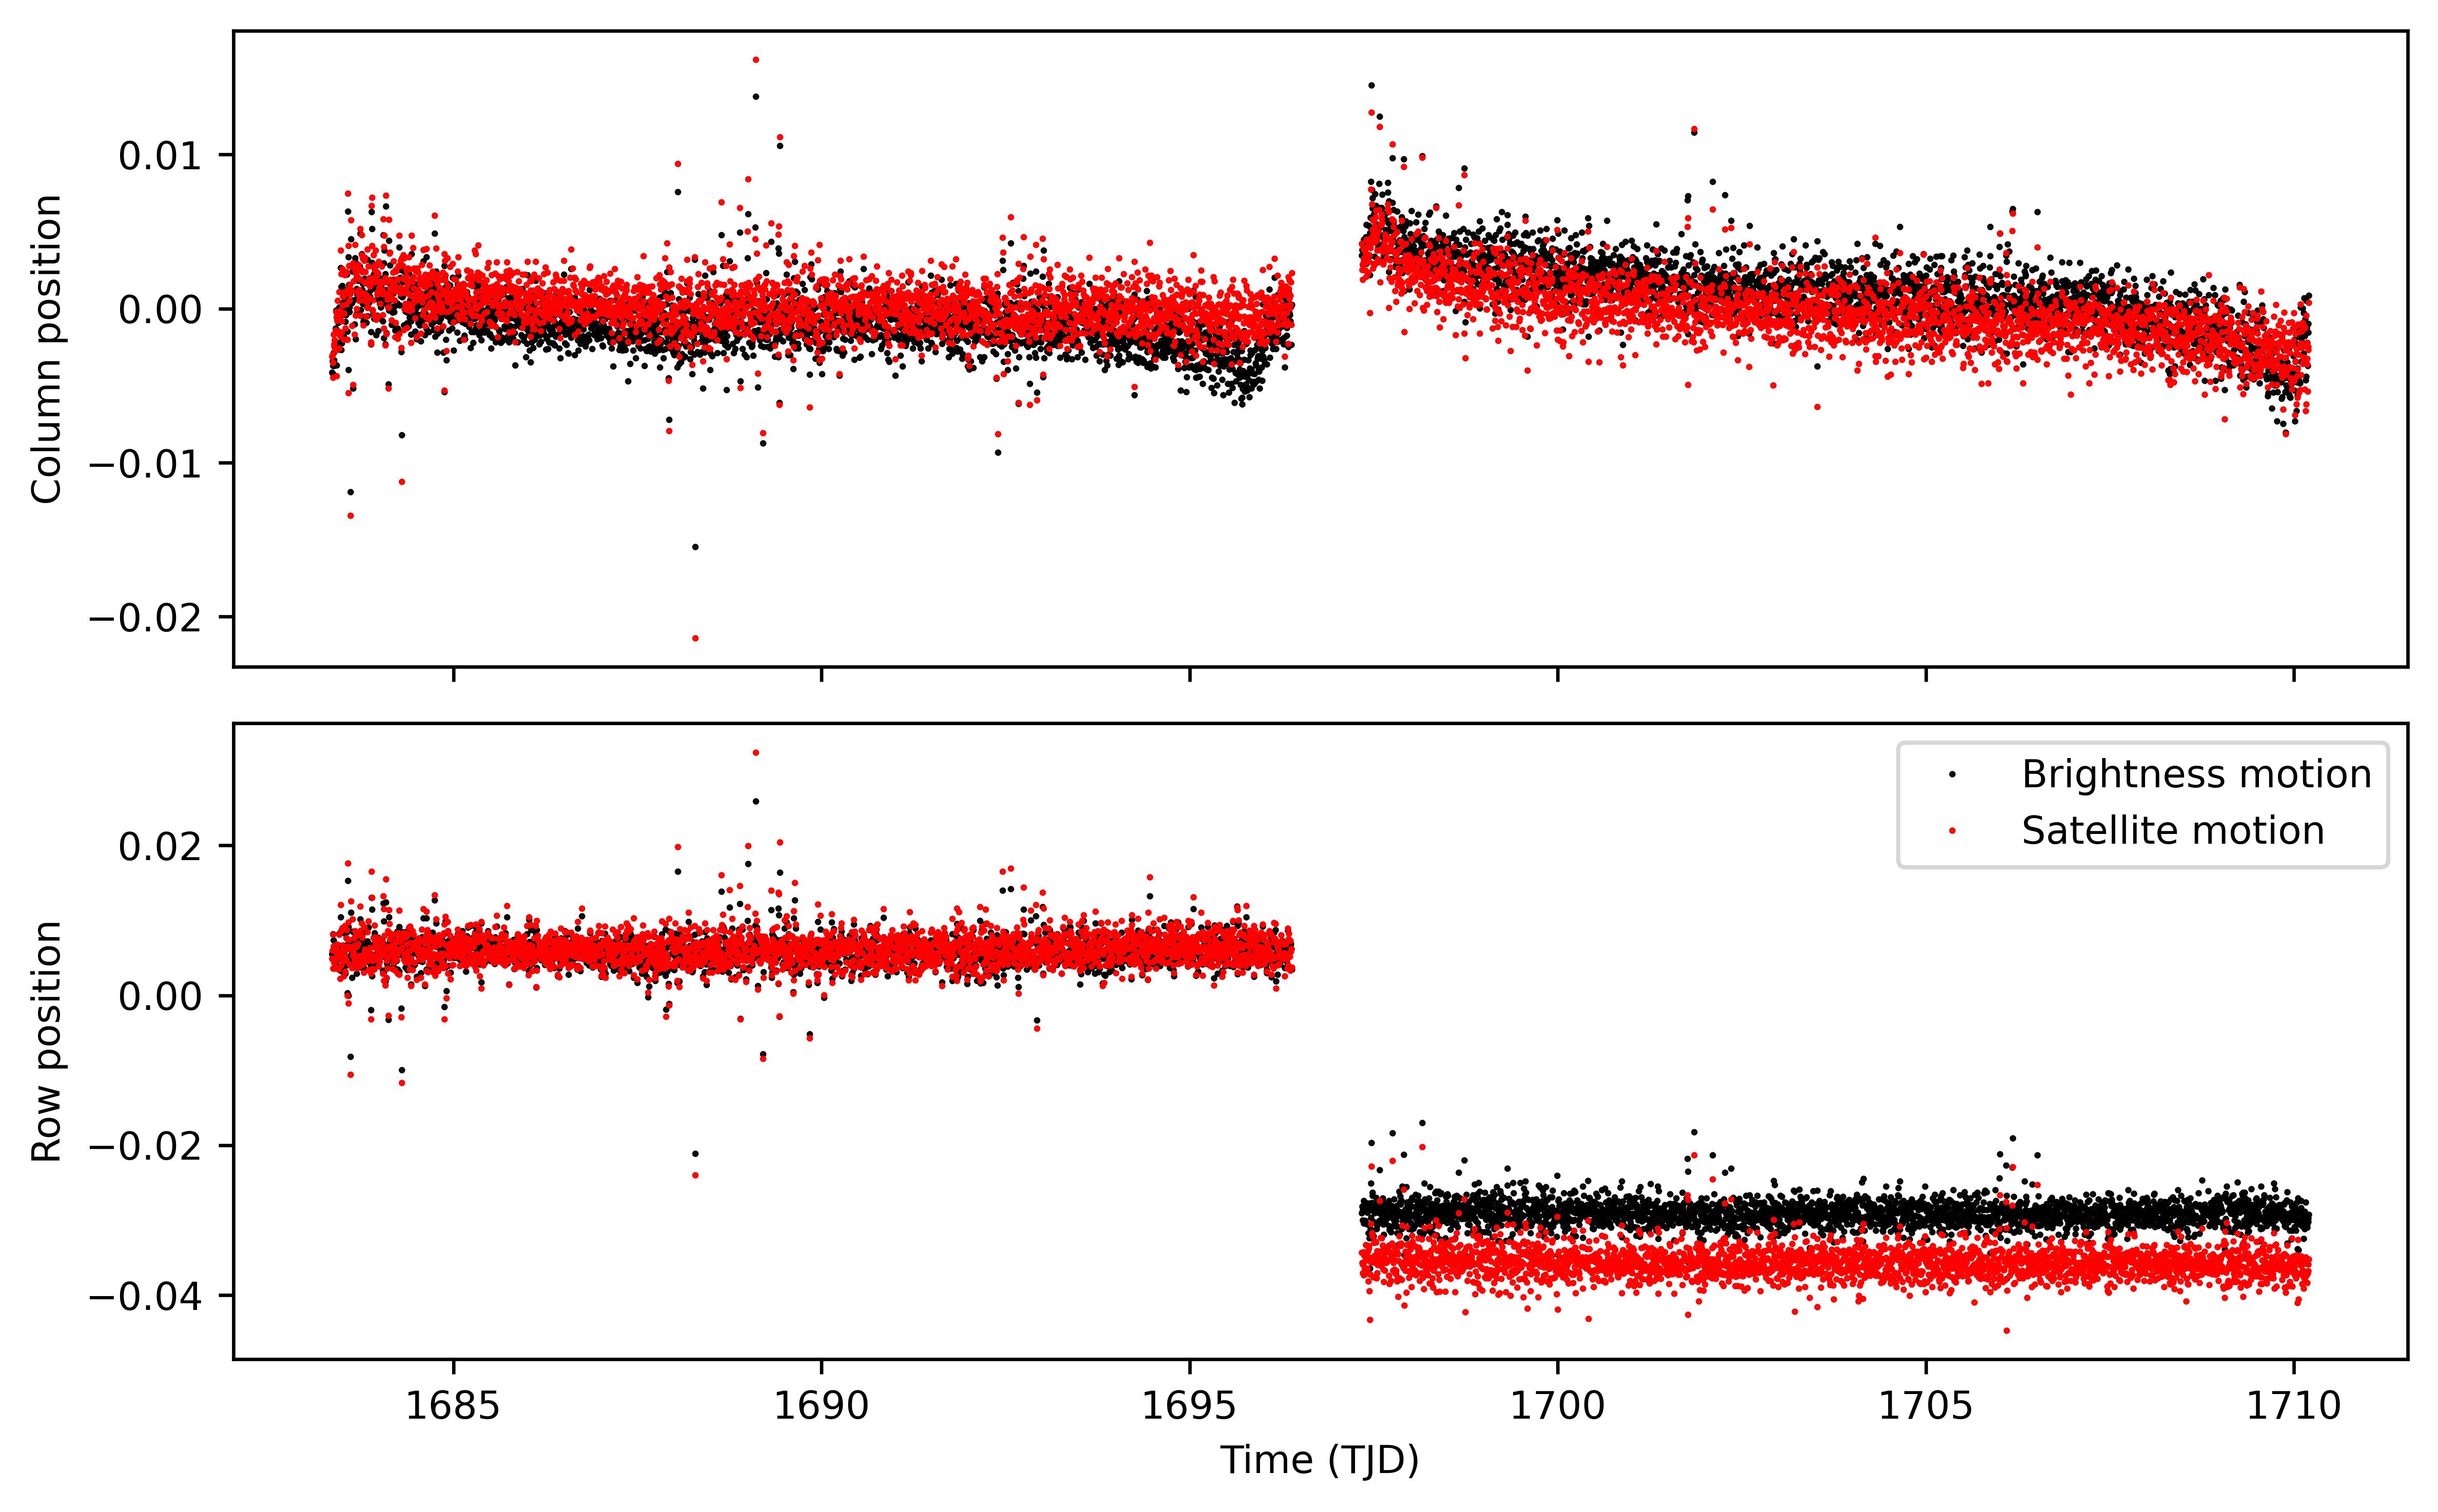 Column position
0.01
0.00
−0.01
−0.02
Row position
0.02
0.00
−0.02
−0.04
Brightness motion
Satellite motion
1685 1690 1695 1700 1705 1710
Time (TJD)